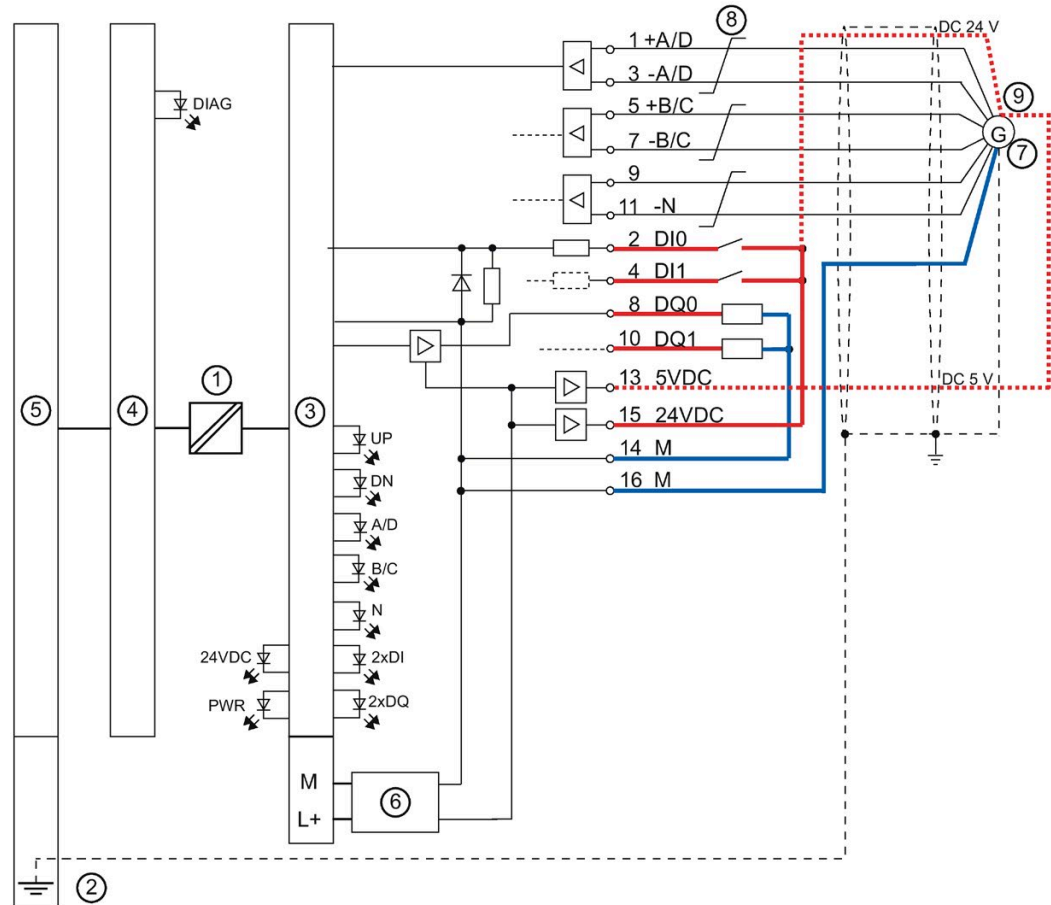 DC 24 V
8
1 +A/D
3 -A/D
DIAG
9
5 +B/C
G
7 -B/C
7
9
11 -N
2 DI0
4 DI1
8 DQ0
10 DQ1
1
13 5VDC
DC 5 V
5
4
3
15 24VDC
UP
14 M
DN
16 M
A/D
B/C
N
24VDC
2xDI
PWR
2xDQ
M
6
L+
2